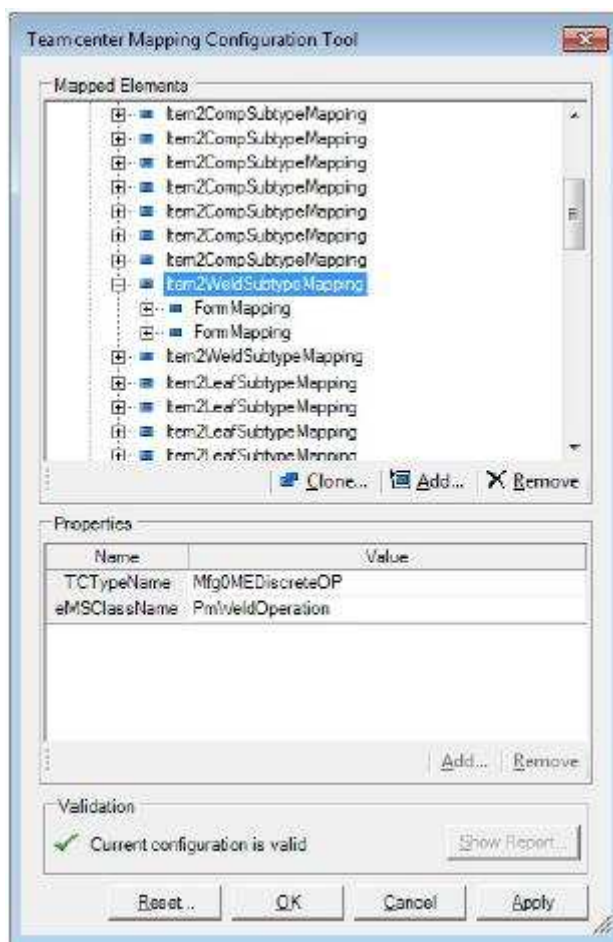 Teamcenter Mapping Configuration Tool
Mapped Elements
Item2CompSubtypeMapping
Item2CompSubtypeMapping
Item2CompSubtypeMapping
Item2CompSubtypeMapping
Item2CompSubtypeMapping
Item2CompSubtypeMapping
Item2CompSubtypeMapping
Item2WeldSubtypeMapping
FormMapping
FormMapping
Item2WeldSubtypeMapping
Item2LeafSubtypeMapping
Item2LeafSubtypeMapping
Item2LeafSubtypeMapping
Item2LeafSubtypeMapping
Clone... Add... Remove
Properties
Name Value
TCTypeName Mfg0MEDiscreteOP
eMSClassName PmWeldOperation
Add... Remove
Validation
Current configuration is valid Show Report...
Reset... OK Cancel Apply